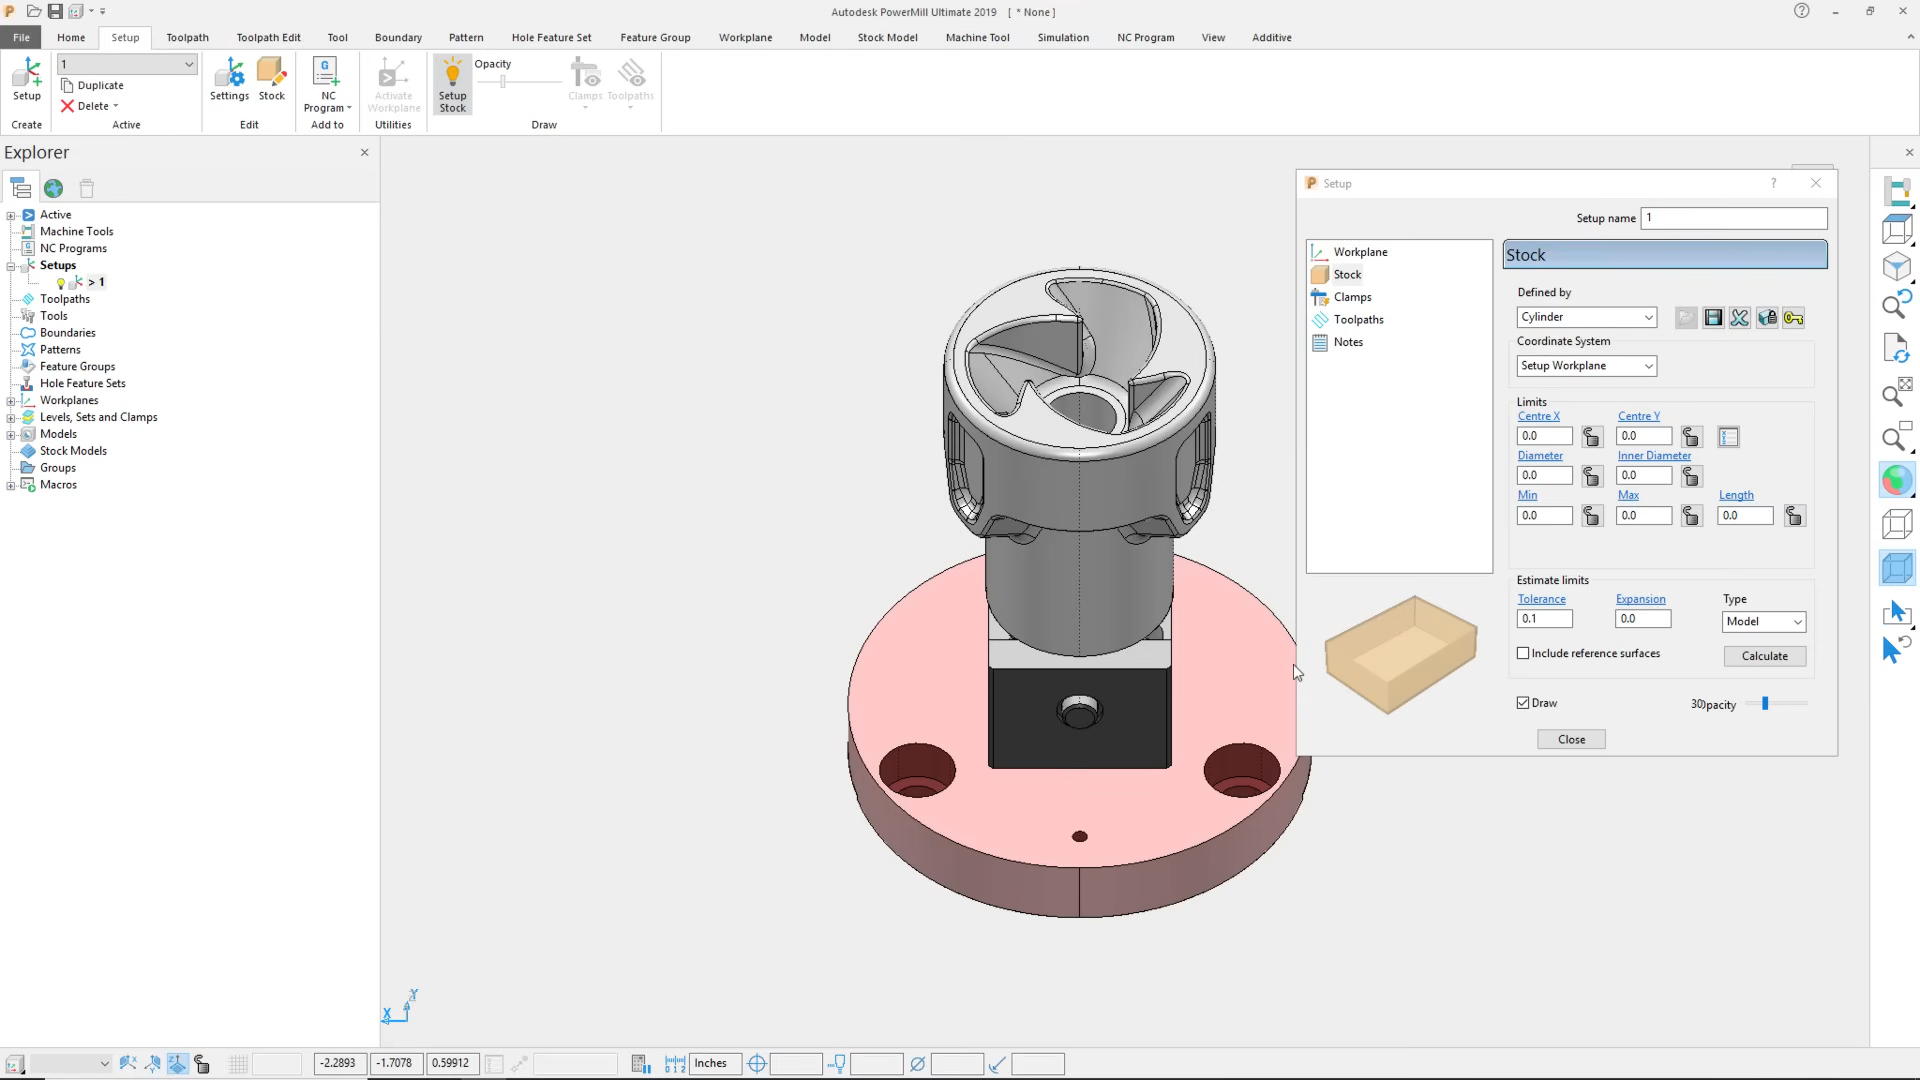 Autodesk PowerMill Ultimate 2019 [ * None ]
File Home Setup Toolpath Toolpath Edit Tool Boundary Pattern Hole Feature Set Feature Group Workplane Model Stock Model Machine Tool Simulation NC Program View Additive
Setup
Create
1
Duplicate
Delete
Active
Settings
Stock
Edit
NC
Program
Add to
Activate
Workplane
Utilities
Setup
Stock
Opacity
Clamps
Toolpaths
Draw
Explorer
Active
Machine Tools
NC Programs
Setups
> 1
Toolpaths
Tools
Boundaries
Patterns
Feature Groups
Hole Feature Sets
Workplanes
Levels, Sets and Clamps
Models
Stock Models
Groups
Macros
Setup
Setup name 1
Workplane
Stock
Clamps
Toolpaths
Notes
Stock
Defined by
Cylinder
Coordinate System
Setup Workplane
Limits
Centre X Centre Y
0.0 0.0
Diameter Inner Diameter
0.0 0.0
Min Max Length
0.0 0.0 0.0
Estimate limits
Tolerance Expansion Type
0.1 0.0 Model
Include reference surfaces Calculate
Draw 30)pacity
Close
X Y
-2.2893 -1.7078 0.59912 Inches